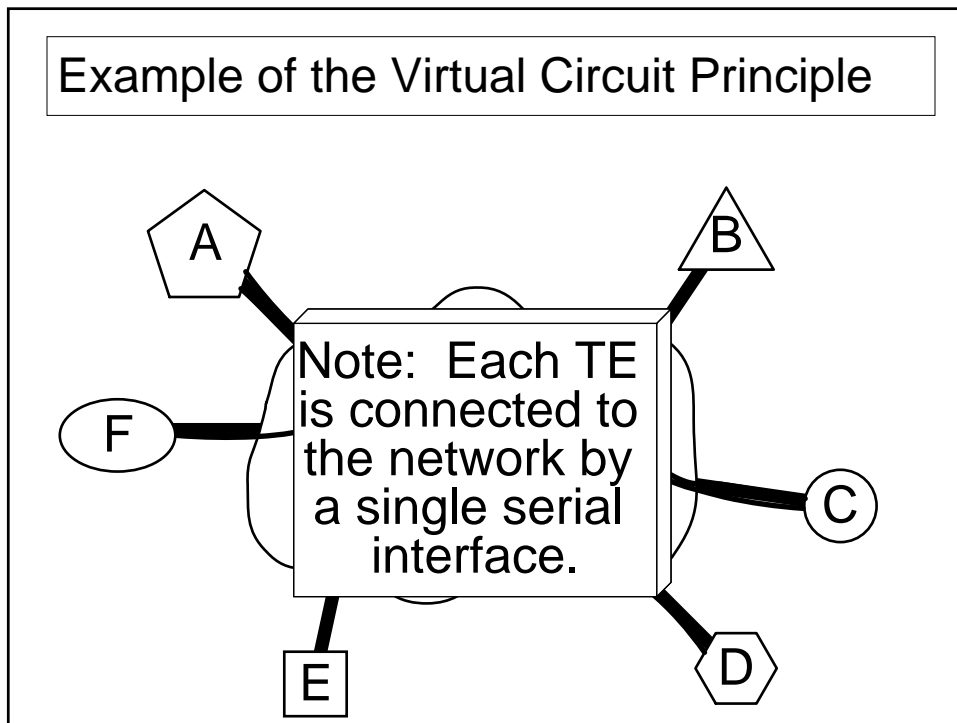 Example of the Virtual Circuit Principle
A
B
Note:  Each TE
is connected to
the network by
a single serial
interface.
F
C
E
D